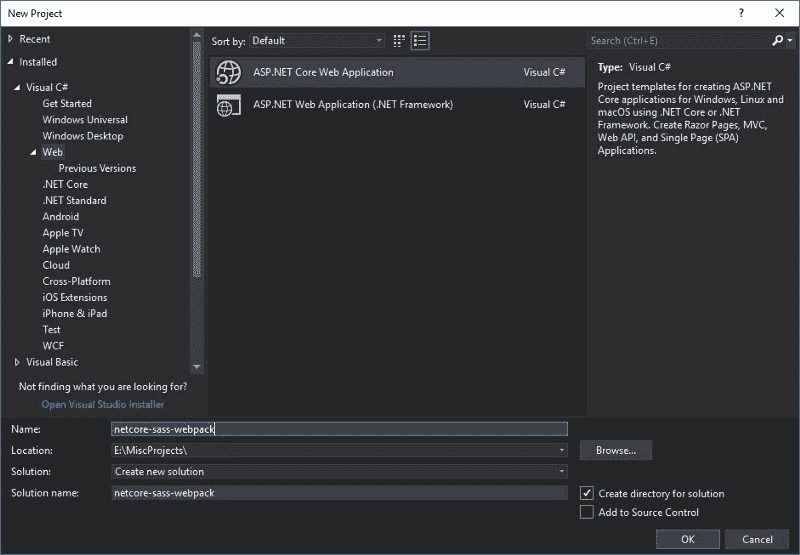 New Project
?
Recent
Installed
Visual C#
Get Started
Windows Universal
Windows Desktop
Web
Previous Versions
.NET Core
.NET Standard
Android
Apple TV
Apple Watch
Cloud
Cross-Platform
iOS Extensions
iPhone & iPad
Test
WCF
Visual Basic
Not finding what you are looking for?
Open Visual Studio Installer
Sort by: Default
ASP.NET Core Web Application Visual C#
ASP.NET Web Application (.NET Framework) Visual C#
Search (Ctrl+E)
Type: Visual C#
Project templates for creating ASP.NET
Core applications for Windows, Linux and
macOS using .NET Core or .NET
Framework. Create Razor Pages, MVC,
Web API, and Single Page (SPA)
Applications.
Name: netcore-sass-webpack
Location: E:\MiscProjects\ Browse...
Solution: Create new solution
Solution name: netcore-sass-webpack
Create directory for solution
Add to Source Control
OK Cancel